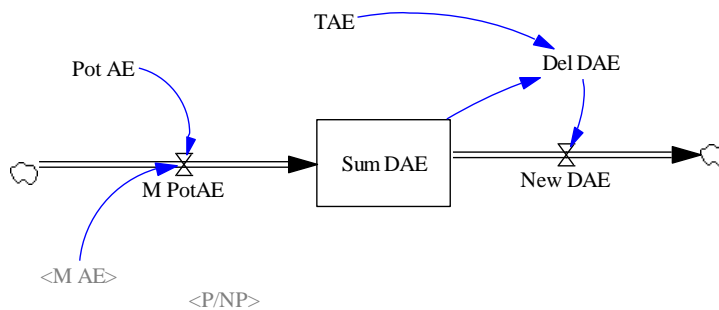 TAE
Pot AE
Del DAE
Sum DAE
M PotAE
New DAE
<M AE>
<P/NP>